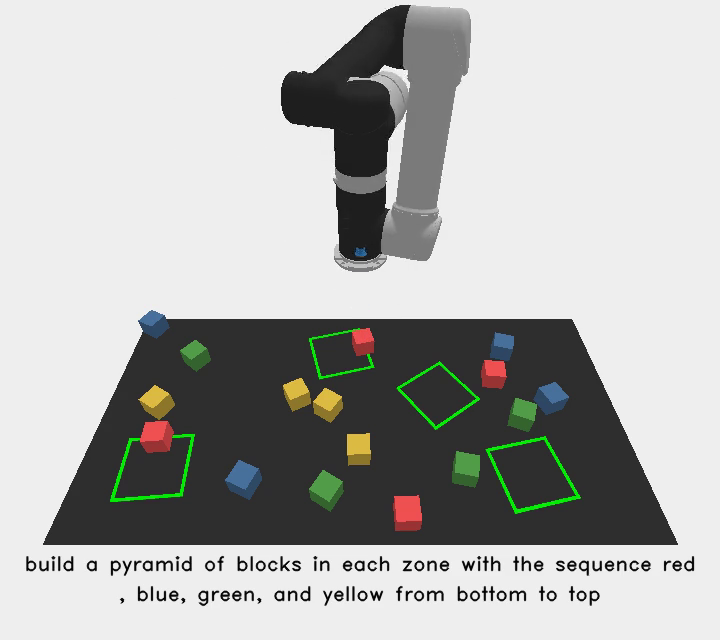 build a pyramid of blocks in each zone with the sequence red
, blue, green, and yellow from bottom to top